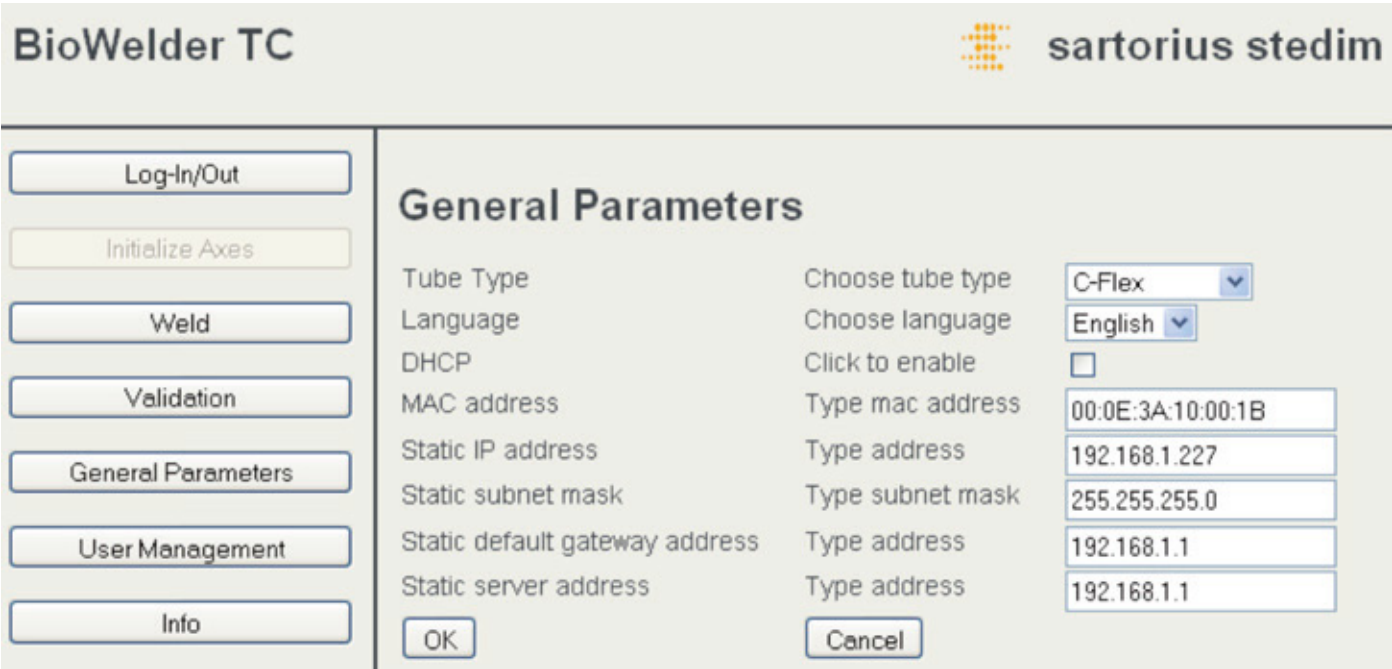 BioWelder TC
sartorius stedim
Log-In/Out
Initialize Axes
Weld
Validation
General Parameters
User Management
Info
General Parameters
Tube Type Choose tube type C-Flex
Language Choose language English
DHCP Click to enable
MAC address Type mac address 00:0E:3A:10:00:1B
Static IP address Type address 192.168.1.227
Static subnet mask Type subnet mask 255.255.255.0
Static default gateway address Type address 192.168.1.1
Static server address Type address 192.168.1.1
OK Cancel